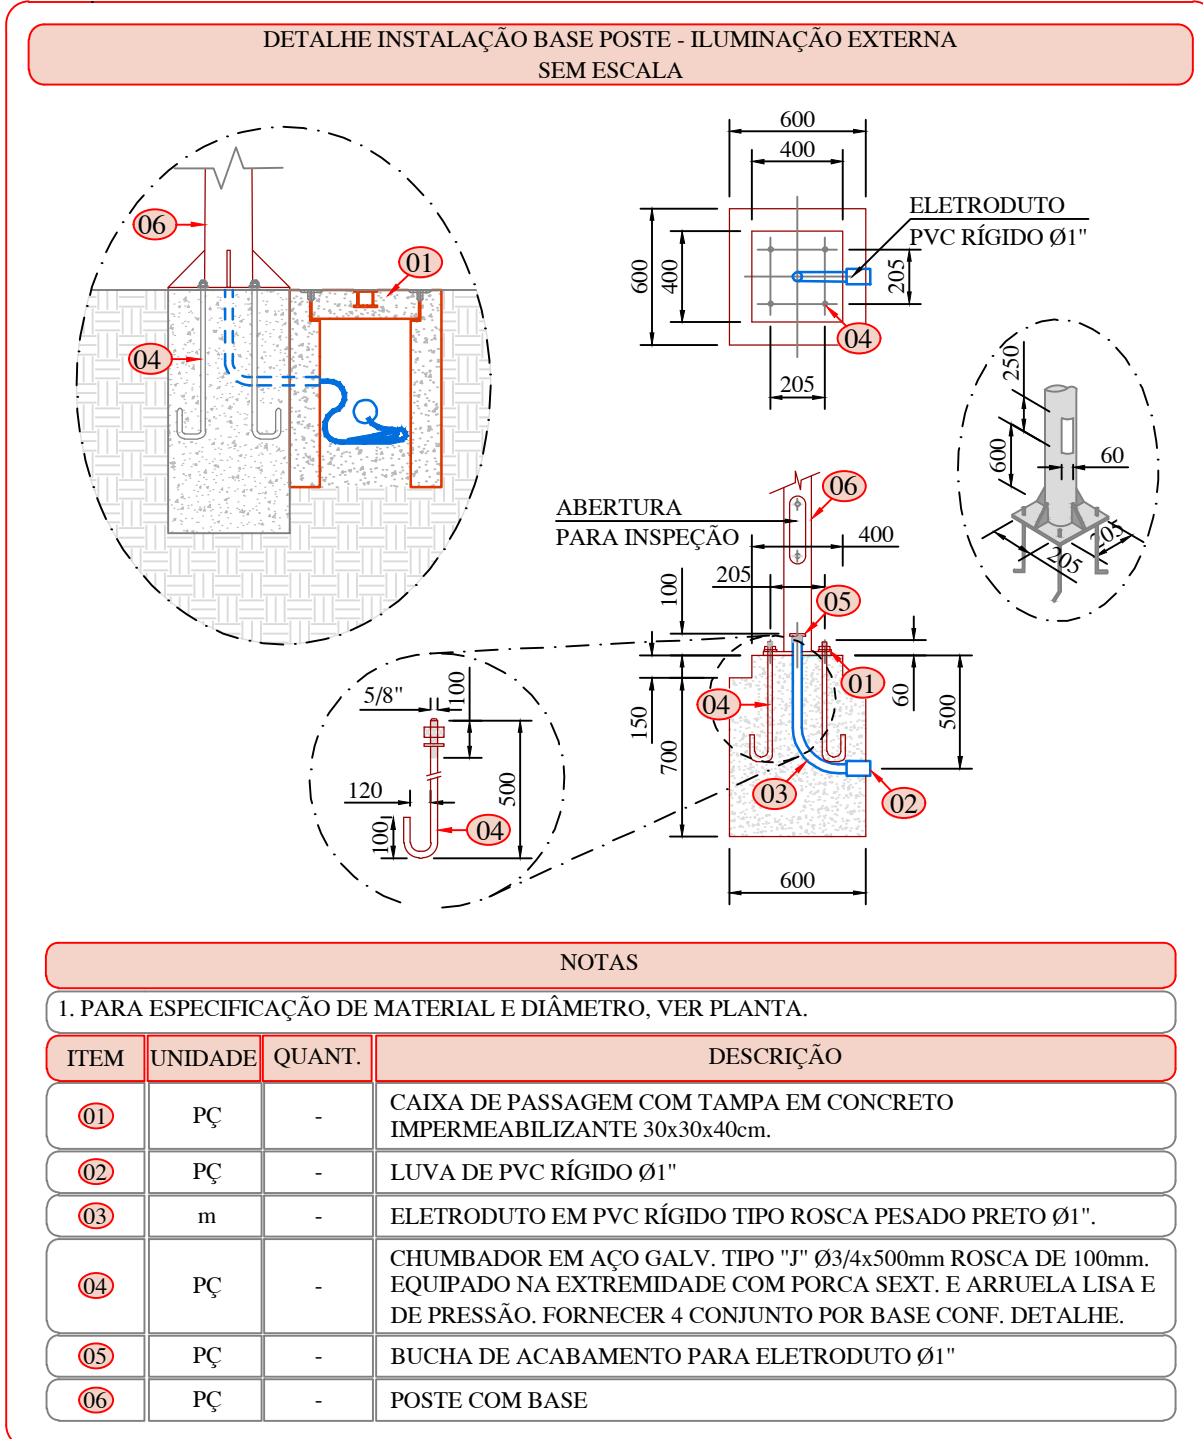 DETALHE INSTALAÇÃO BASE POSTE - ILUMINAÇÃO EXTERNA
SEM ESCALA
06
01
04
600
400
600
400
205
205
ELETRODUTO
PVC RÍGIDO Ø1"
04
250
600
60
205
205
ABERTURA
PARA INSPEÇÃO
06
400
205
100
05
01
04
60
500
150
700
03
02
600
5/8"
100
120
500
100
04
NOTAS
1. PARA ESPECIFICAÇÃO DE MATERIAL E DIÂMETRO, VER PLANTA.
ITEM UNIDADE QUANT. DESCRIÇÃO
01 PÇ - CAIXA DE PASSAGEM COM TAMPA EM CONCRETO
IMPERMEABILIZANTE 30x30x40cm.
02 PÇ - LUVA DE PVC RÍGIDO Ø1"
03 m - ELETRODUTO EM PVC RÍGIDO TIPO ROSCA PESADO PRETO Ø1".
04 PÇ - CHUMBADOR EM AÇO GALV. TIPO "J" Ø3/4x500mm ROSCA DE 100mm.
EQUIPADO NA EXTREMIDADE COM PORCA SEXT. E ARRUELA LISA E
DE PRESSÃO. FORNECER 4 CONJUNTO POR BASE CONF. DETALHE.
05 PÇ - BUCHA DE ACABAMENTO PARA ELETRODUTO Ø1"
06 PÇ - POSTE COM BASE